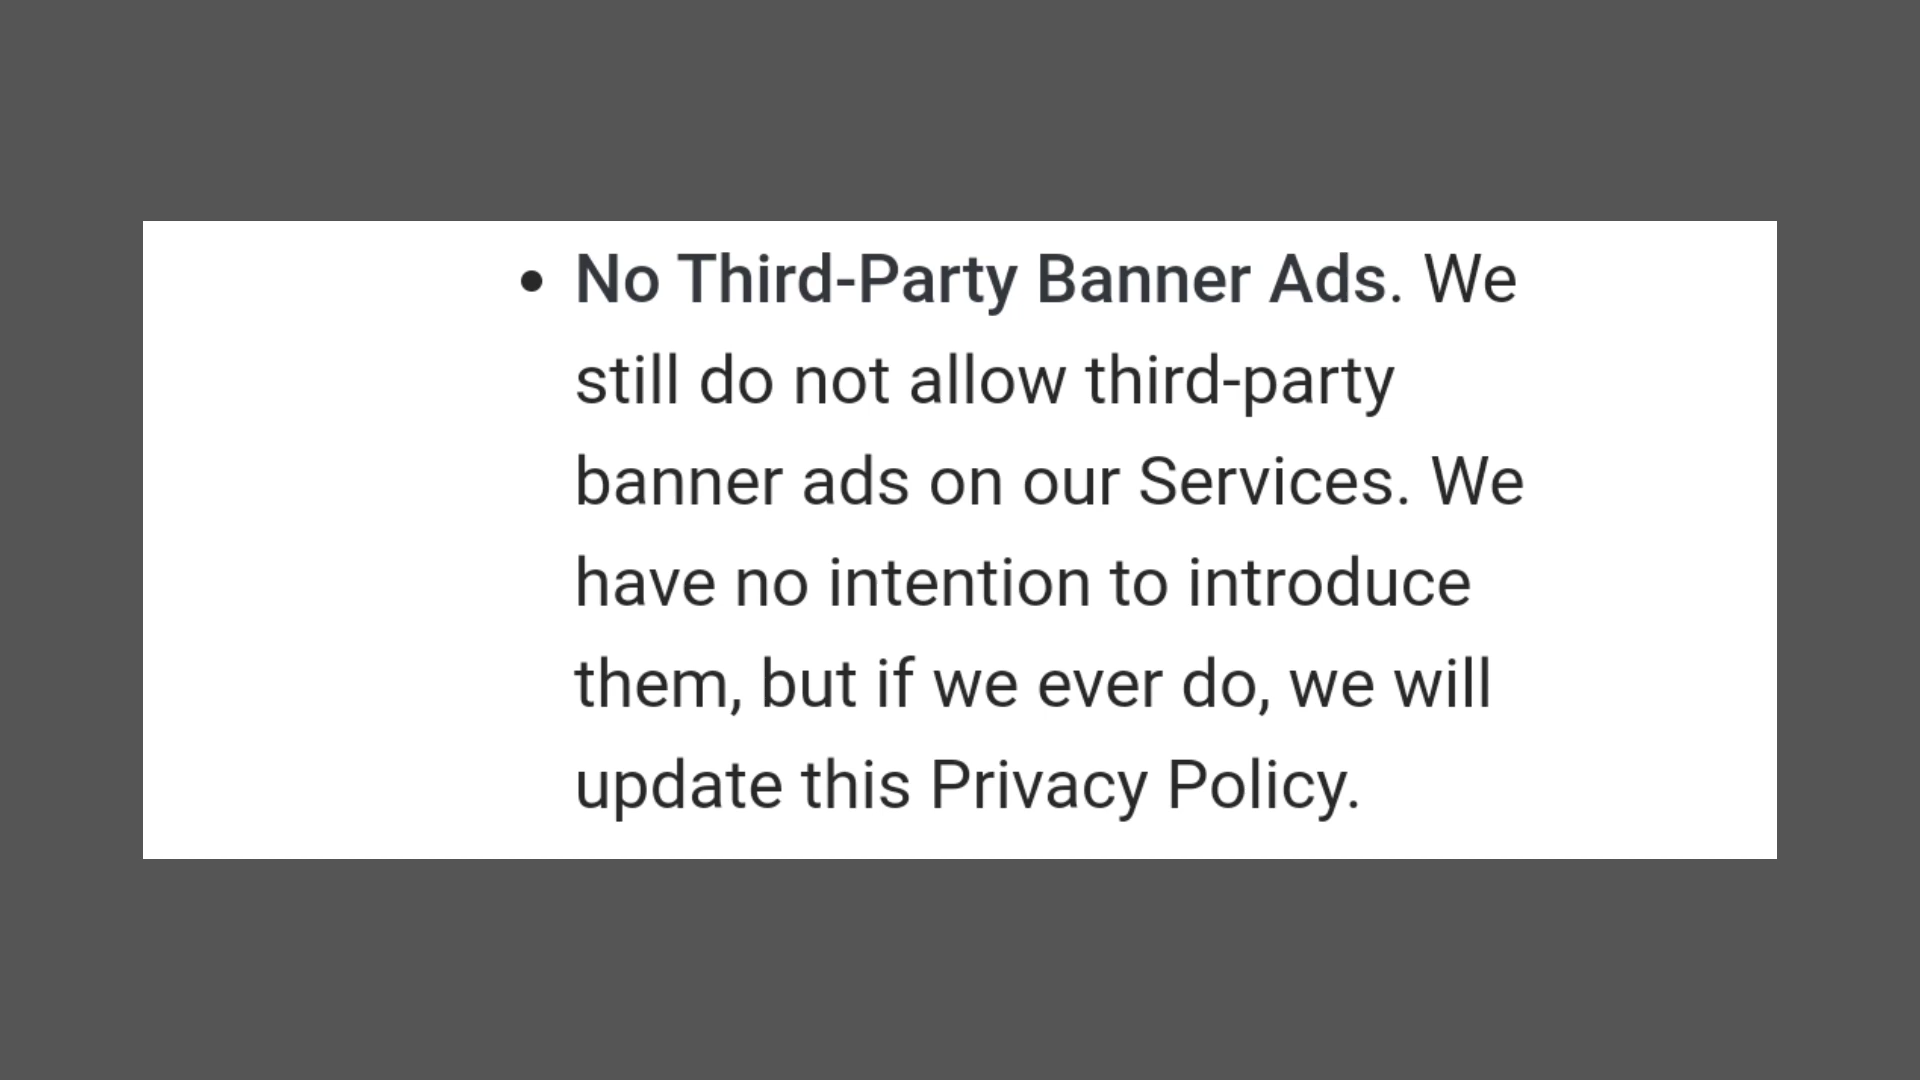 • No Third-Party Banner Ads. We
still do not allow third-party
banner ads on our Services. We
have no intention to introduce
them, but if we ever do, we will
update this Privacy Policy.